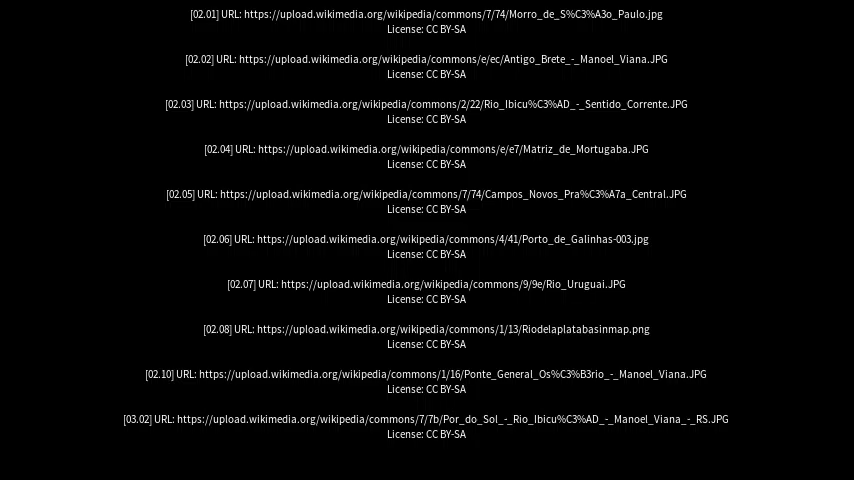 [02.01] URL: https://upload.wikimedia.org/wikipedia/commons/7/74/Morro_de_S%C3%A3o_Paulo.jpg
License: CC BY-SA
[02.02] URL: https://upload.wikimedia.org/wikipedia/commons/e/ec/Antigo_Brete_-_Manoel_Viana.JPG
License: CC BY-SA
[02.03] URL: https://upload.wikimedia.org/wikipedia/commons/2/22/Rio_Ibicu%C3%AD_-_Sentido_Corrente.JPG
License: CC BY-SA
[02.04] URL: https://upload.wikimedia.org/wikipedia/commons/e/e7/Matriz_de_Mortugaba.JPG
License: CC BY-SA
[02.05] URL: https://upload.wikimedia.org/wikipedia/commons/7/74/Campos_Novos_Pra%C3%A7a_Central.JPG
License: CC BY-SA
[02.06] URL: https://upload.wikimedia.org/wikipedia/commons/4/41/Porto_de_Galinhas-003.jpg
License: CC BY-SA
[02.07] URL: https://upload.wikimedia.org/wikipedia/commons/9/9e/Rio_Uruguai.JPG
License: CC BY-SA
[02.08] URL: https://upload.wikimedia.org/wikipedia/commons/1/13/Riodelaplatabasinmap.png
License: CC BY-SA
[02.10] URL: https://upload.wikimedia.org/wikipedia/commons/1/16/Ponte_General_Os%C3%B3rio_-_Manoel_Viana.JPG
License: CC BY-SA
[03.02] URL: https://upload.wikimedia.org/wikipedia/commons/7/7b/Por_do_Sol_-_Rio_Ibicu%C3%AD_-_Manoel_Viana_-_RS.JPG
License: CC BY-SA